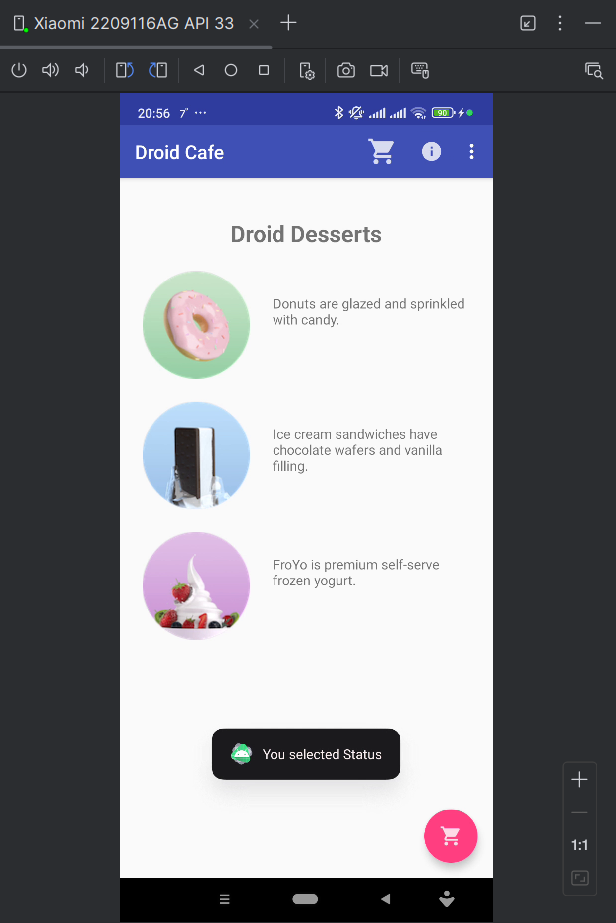 Xiaomi 2209116AG API 33
20:56 7° ...
90
Droid Cafe
Droid Desserts
Donuts are glazed and sprinkled
with candy.
Ice cream sandwiches have
chocolate wafers and vanilla
filling.
FroYo is premium self-serve
frozen yogurt.
You selected Status
1:1